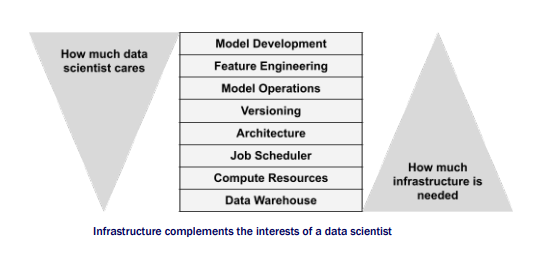 How much data
scientist cares
Model Development
Feature Engineering
Model Operations
Versioning
Architecture
Job Scheduler
Compute Resources
Data Warehouse
How much
infrastructure is
needed
Infrastructure complements the interests of a data scientist